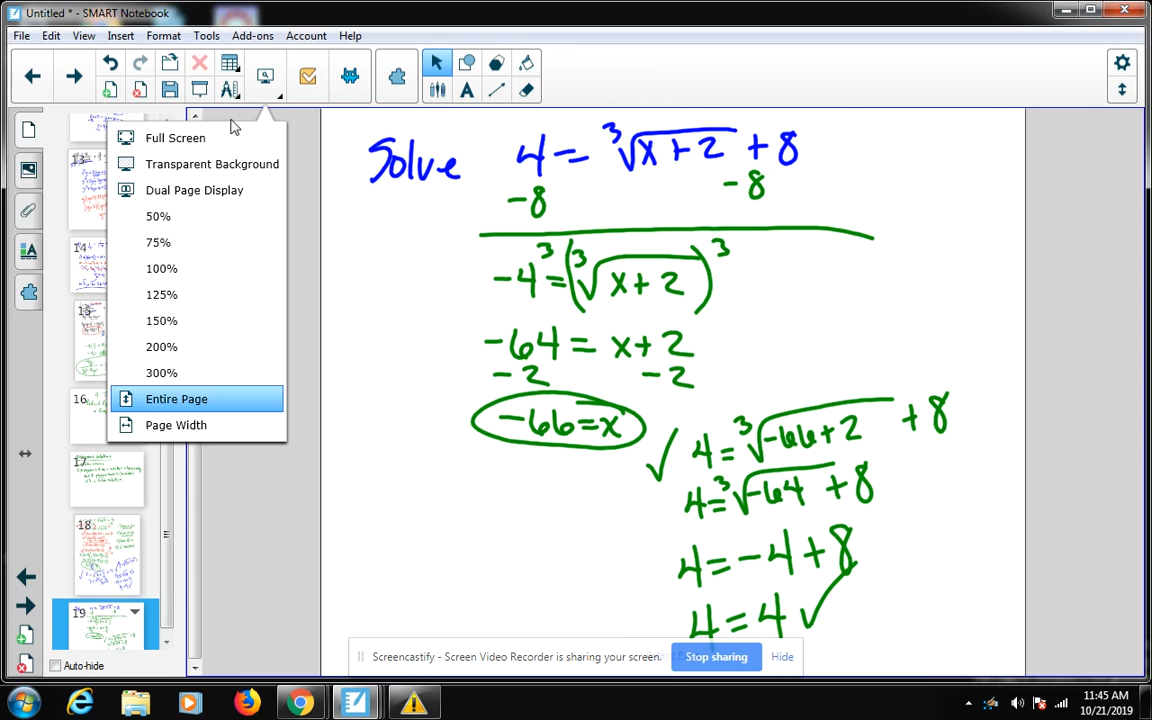 Untitled * - SMART Notebook
File Edit View Insert Format Tools Add-ons Account Help
Full Screen
Transparent Background
Dual Page Display
50%
75%
100%
125%
150%
200%
300%
Entire Page
Page Width
13
14
15
16
17
18
19
Auto-hide
Solve 4 = ∛x+2 + 8
-8 -8
-4³ = (∛x+2)³
-64 = x+2
-2 -2
-66 = x
✓ 4 = ∛-66+2 + 8
4 = ∛-64 + 8
4 = -4 + 8
4 = 4 ✓
Screencastify - Screen Video Recorder is sharing your screen. Stop sharing Hide
11:45 AM
10/21/2019